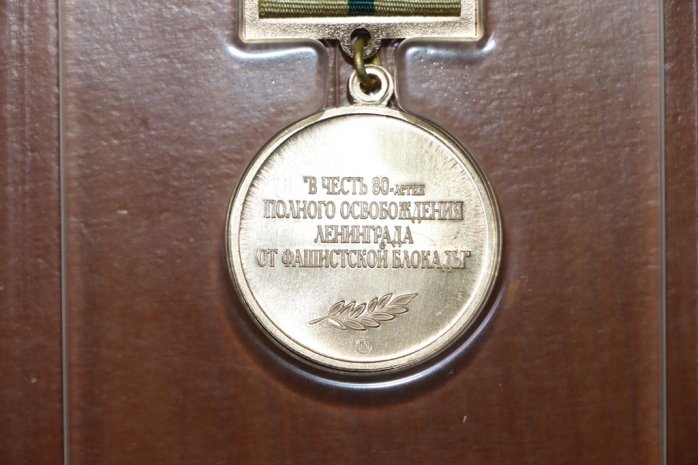 "В ЧЕСТЬ 80-летия
ПОЛНОГО ОСВОБОЖДЕНИЯ
ЛЕНИНГРАДА
ОТ ФАШИСТСКОЙ БЛОКАДЫ"